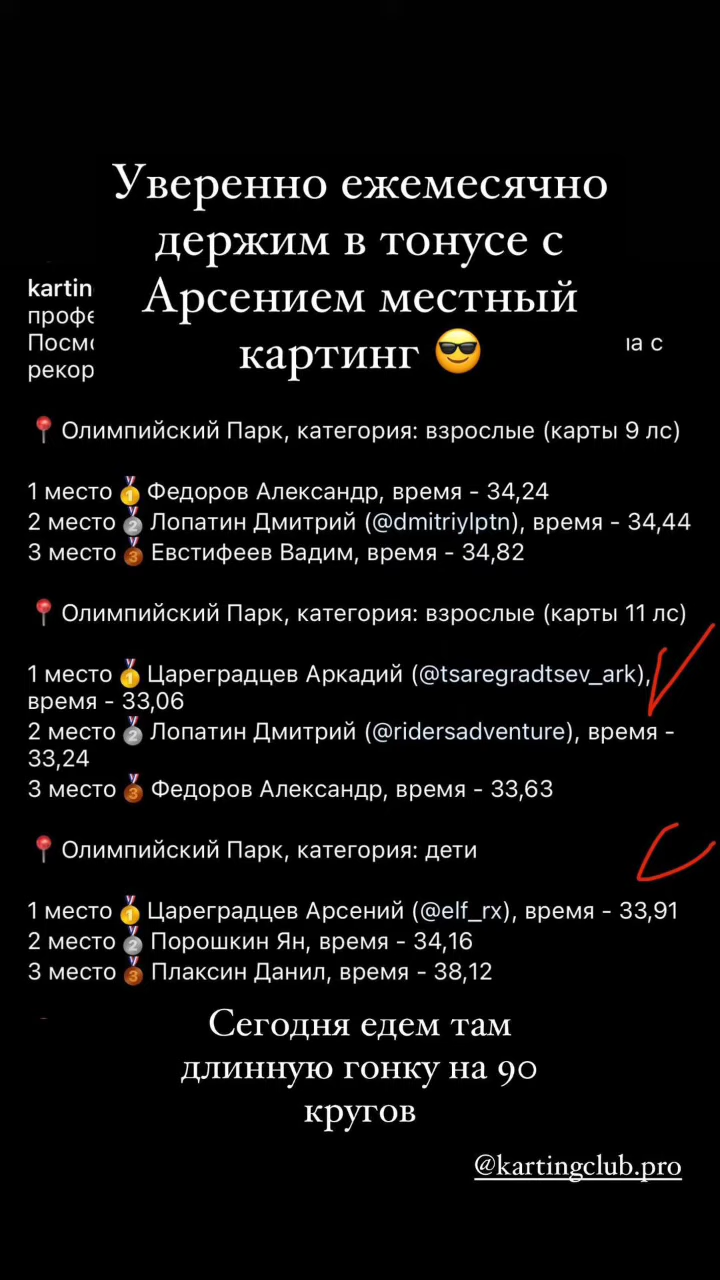 Уверенно ежемесячно
держим в тонусе с
Арсением местный
картинг 😎
📍 Олимпийский Парк, категория: взрослые (карты 9 лс)
1 место 🥇 Федоров Александр, время - 34,24
2 место 🥈 Лопатин Дмитрий (@dmitriylptn), время - 34,44
3 место 🥉 Евстифеев Вадим, время - 34,82
📍 Олимпийский Парк, категория: взрослые (карты 11 лс)
1 место 🥇 Цареградцев Аркадий (@tsaregradtsev_ark),
время - 33,06
2 место 🥈 Лопатин Дмитрий (@ridersadventure), время -
33,24
3 место 🥉 Федоров Александр, время - 33,63
📍 Олимпийский Парк, категория: дети
1 место 🥇 Цареградцев Арсений (@elf_rx), время - 33,91
2 место 🥈 Порошкин Ян, время - 34,16
3 место 🥉 Плаксин Данил, время - 38,12
Сегодня едем там
длинную гонку на 90
кругов
@kartingclub.pro